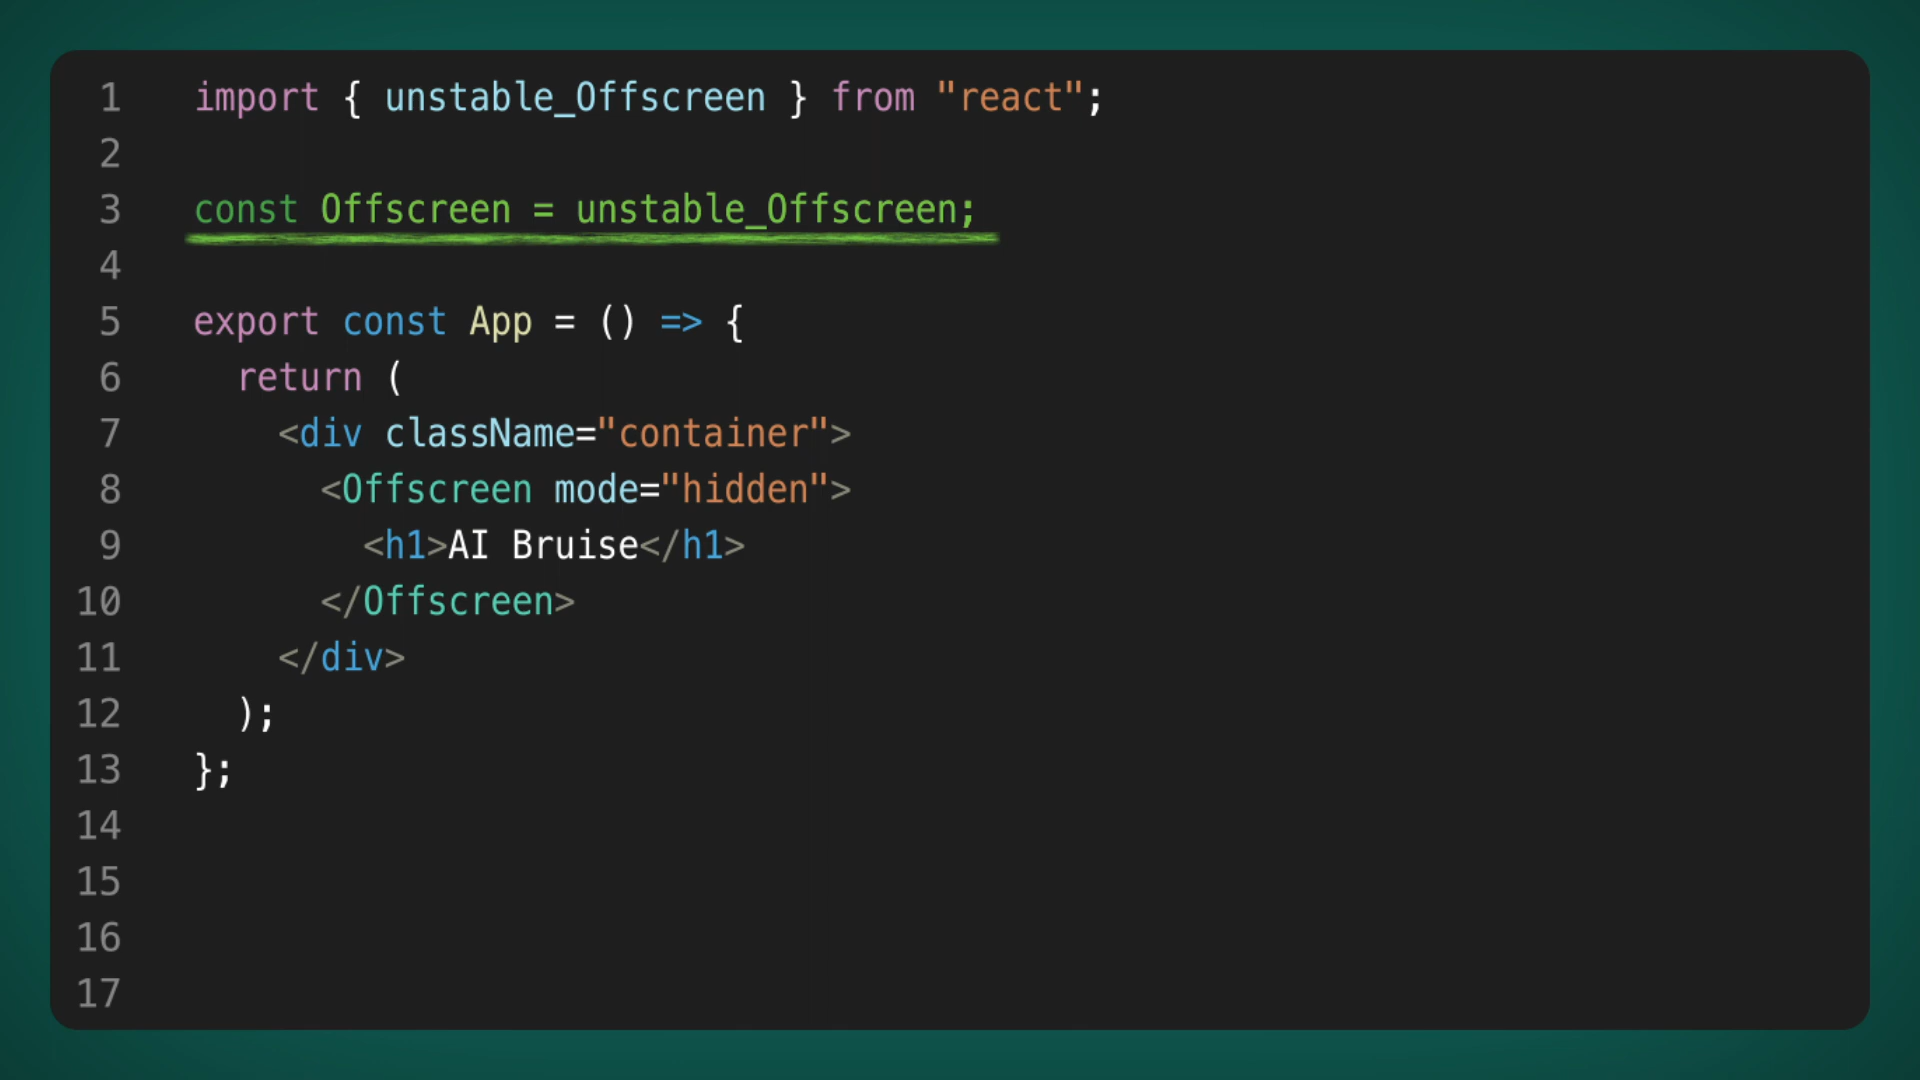 1 import { unstable_Offscreen } from "react";
2
3 const Offscreen = unstable_Offscreen;
4
5 export const App = () => {
6 return (
7 <div className="container">
8 <Offscreen mode="hidden">
9 <h1>AI Bruise</h1>
10 </Offscreen>
11 </div>
12 );
13 };
14
15
16
17